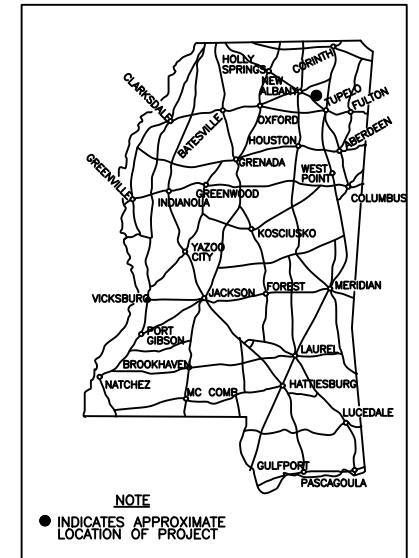 HOLLY
SPRINGS
CORINTH
NEW
ALBANY
CLARKSDALE
TUPELO
FULTON
BATESVILLE
OXFORD
ABERDEEN
HOUSTON
GRENADA
WEST
POINT
GREENVILLE
GREENWOOD
INDIANOLA
COLUMBUS
KOSCIUSKO
YAZOO
CITY
VICKSBURG
JACKSON
FOREST
MERIDIAN
PORT
GIBSON
LAUREL
BROOKHAVEN
NATCHEZ
MC COMB
HATTIESBURG
LUCEDALE
GULFPORT
PASCAGOULA
NOTE
INDICATES APPROXIMATE
LOCATION OF PROJECT